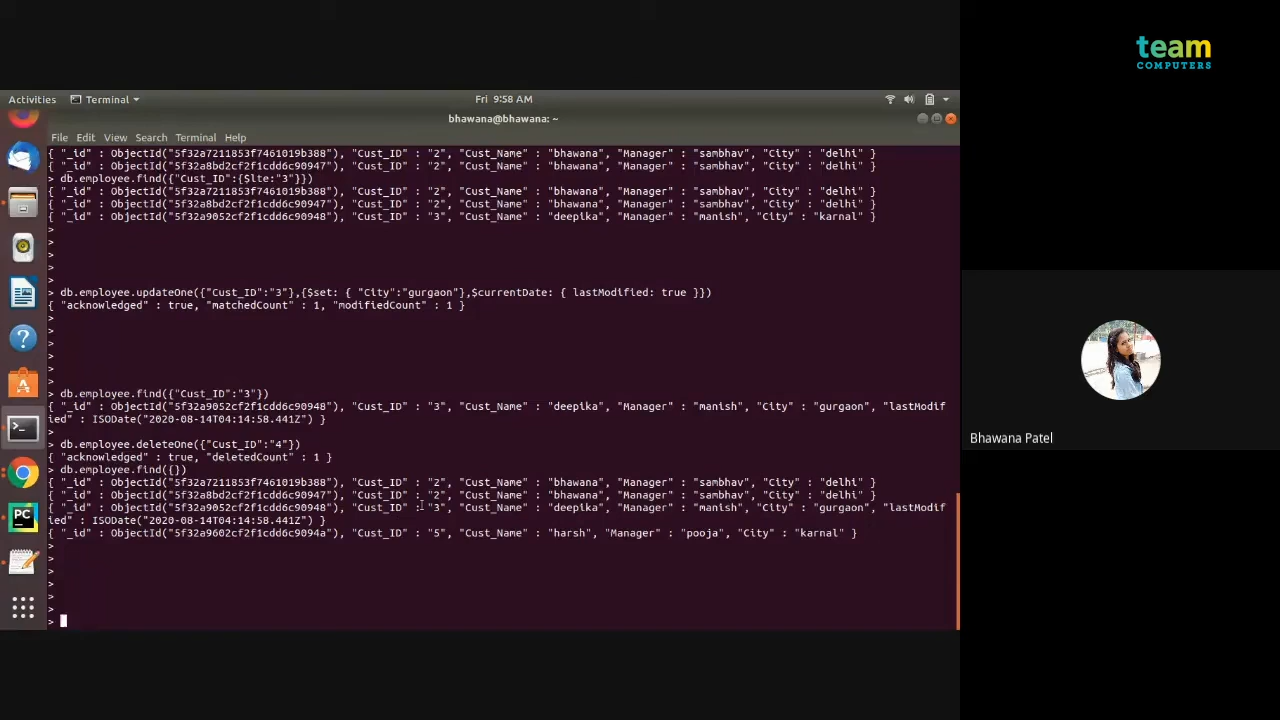 team
COMPUTERS
Activities Terminal Fri 9:58 AM
bhawana@bhawana: ~
File Edit View Search Terminal Help
{ "_id" : ObjectId("5f32a7211853f7461019b388"), "Cust_ID" : "2", "Cust_Name" : "bhawana", "Manager" : "sambhav", "City" : "delhi" }
{ "_id" : ObjectId("5f32a8bd2cf2f1cdd6c90947"), "Cust_ID" : "2", "Cust_Name" : "bhawana", "Manager" : "sambhav", "City" : "delhi" }
> db.employee.find({"Cust_ID":{$lte:"3"}})
{ "_id" : ObjectId("5f32a7211853f7461019b388"), "Cust_ID" : "2", "Cust_Name" : "bhawana", "Manager" : "sambhav", "City" : "delhi" }
{ "_id" : ObjectId("5f32a8bd2cf2f1cdd6c90947"), "Cust_ID" : "2", "Cust_Name" : "bhawana", "Manager" : "sambhav", "City" : "delhi" }
{ "_id" : ObjectId("5f32a9052cf2f1cdd6c90948"), "Cust_ID" : "3", "Cust_Name" : "deepika", "Manager" : "manish", "City" : "karnal" }
>
>
>
>
>
> db.employee.updateOne({"Cust_ID":"3"},{$set: { "City":"gurgaon"},$currentDate: { lastModified: true }})
{ "acknowledged" : true, "matchedCount" : 1, "modifiedCount" : 1 }
>
>
>
>
>
>
> db.employee.find({"Cust_ID":"3"})
{ "_id" : ObjectId("5f32a9052cf2f1cdd6c90948"), "Cust_ID" : "3", "Cust_Name" : "deepika", "Manager" : "manish", "City" : "gurgaon", "lastModif
ied" : ISODate("2020-08-14T04:14:58.441Z") }
>
> db.employee.deleteOne({"Cust_ID":"4"})
{ "acknowledged" : true, "deletedCount" : 1 }
> db.employee.find({})
{ "_id" : ObjectId("5f32a7211853f7461019b388"), "Cust_ID" : "2", "Cust_Name" : "bhawana", "Manager" : "sambhav", "City" : "delhi" }
{ "_id" : ObjectId("5f32a8bd2cf2f1cdd6c90947"), "Cust_ID" : "2", "Cust_Name" : "bhawana", "Manager" : "sambhav", "City" : "delhi" }
{ "_id" : ObjectId("5f32a9052cf2f1cdd6c90948"), "Cust_ID" : "3", "Cust_Name" : "deepika", "Manager" : "manish", "City" : "gurgaon", "lastModif
ied" : ISODate("2020-08-14T04:14:58.441Z") }
{ "_id" : ObjectId("5f32a9602cf2f1cdd6c9094a"), "Cust_ID" : "5", "Cust_Name" : "harsh", "Manager" : "pooja", "City" : "karnal" }
>
>
>
>
>
>
>
PC
Bhawana Patel